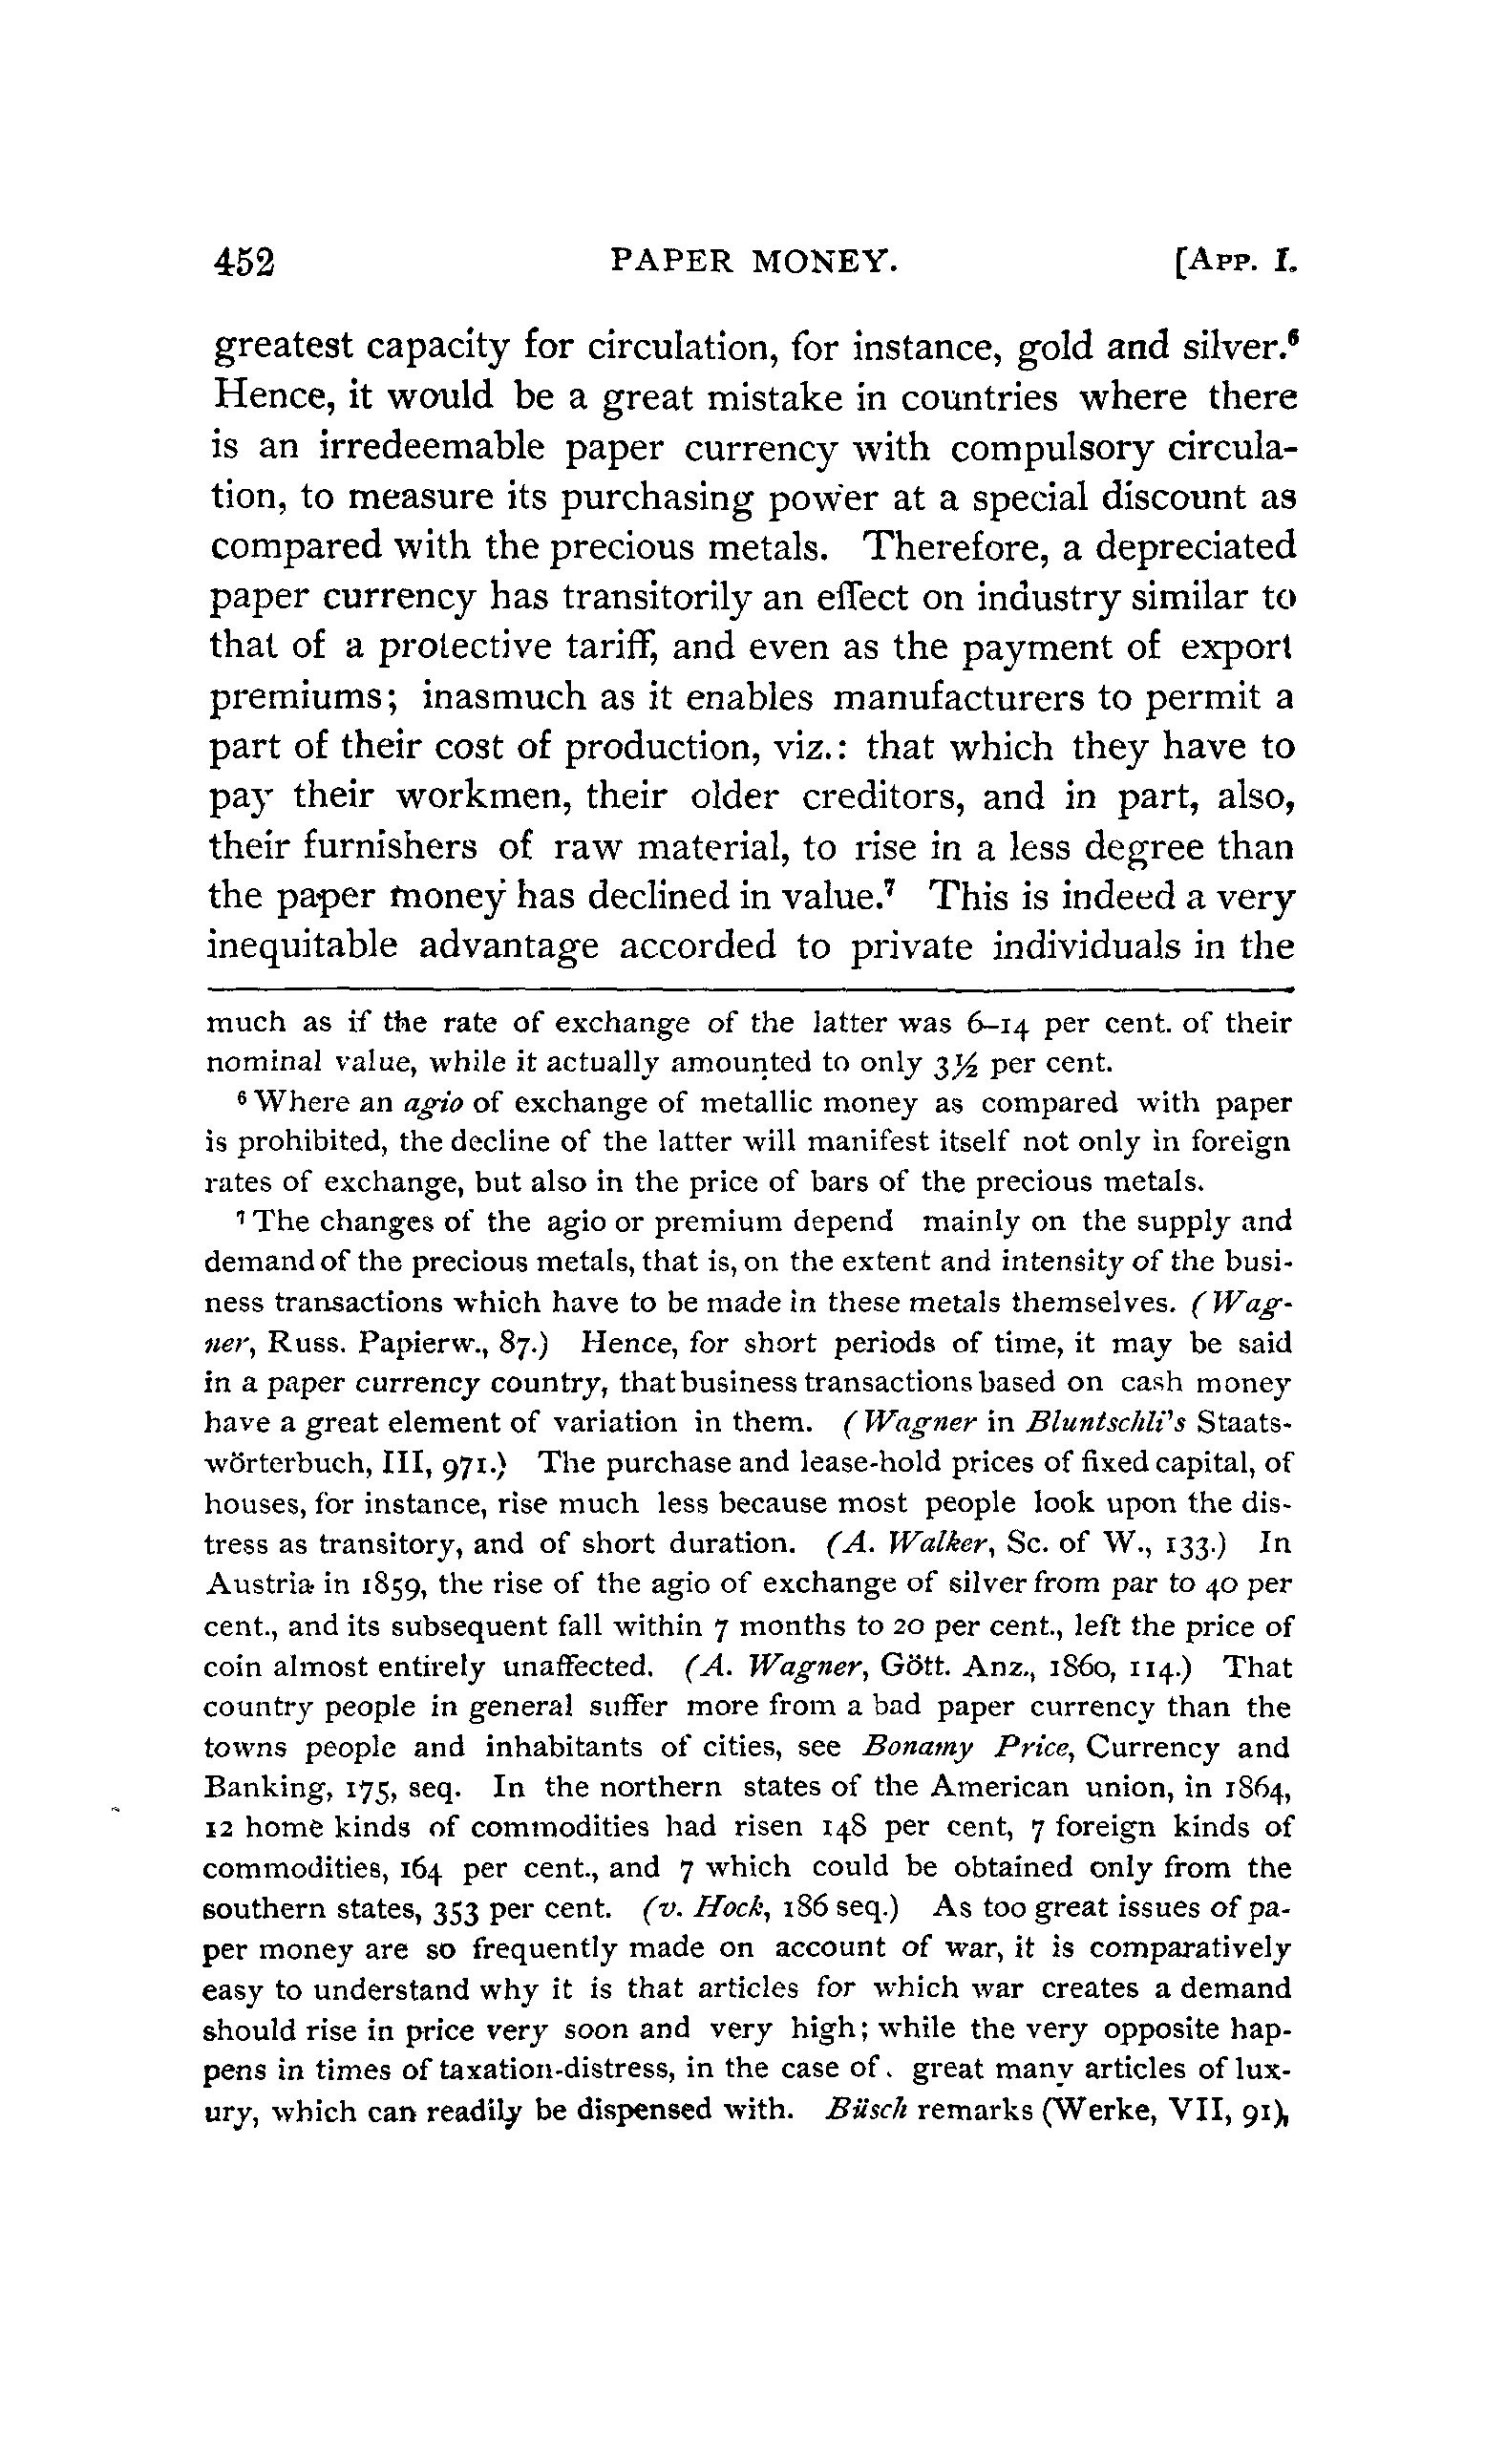 452 PAPER MONEY. [APP. I.
greatest capacity for circulation, for instance, gold and silver.⁶
Hence, it would be a great mistake in countries where there
is an irredeemable paper currency with compulsory circula-
tion, to measure its purchasing power at a special discount as
compared with the precious metals. Therefore, a depreciated
paper currency has transitorily an effect on industry similar to
that of a protective tariff, and even as the payment of export
premiums; inasmuch as it enables manufacturers to permit a
part of their cost of production, viz.: that which they have to
pay their workmen, their older creditors, and in part, also,
their furnishers of raw material, to rise in a less degree than
the paper money has declined in value.⁷ This is indeed a very
inequitable advantage accorded to private individuals in the
much as if the rate of exchange of the latter was 6–14 per cent. of their
nominal value, while it actually amounted to only 3½ per cent.
⁶ Where an agio of exchange of metallic money as compared with paper
is prohibited, the decline of the latter will manifest itself not only in foreign
rates of exchange, but also in the price of bars of the precious metals.
⁷ The changes of the agio or premium depend mainly on the supply and
demand of the precious metals, that is, on the extent and intensity of the busi-
ness transactions which have to be made in these metals themselves. (Wag-
ner, Russ. Papierw., 87.) Hence, for short periods of time, it may be said
in a paper currency country, that business transactions based on cash money
have a great element of variation in them. (Wagner in Bluntschli's Staats-
wörterbuch, III, 971.) The purchase and lease-hold prices of fixed capital, of
houses, for instance, rise much less because most people look upon the dis-
tress as transitory, and of short duration. (A. Walker, Sc. of W., 133.) In
Austria in 1859, the rise of the agio of exchange of silver from par to 40 per
cent., and its subsequent fall within 7 months to 20 per cent., left the price of
coin almost entirely unaffected. (A. Wagner, Gött. Anz., 1860, 114.) That
country people in general suffer more from a bad paper currency than the
towns people and inhabitants of cities, see Bonamy Price, Currency and
Banking, 175, seq. In the northern states of the American union, in 1864,
12 home kinds of commodities had risen 148 per cent, 7 foreign kinds of
commodities, 164 per cent., and 7 which could be obtained only from the
southern states, 353 per cent. (v. Hock, 186 seq.) As too great issues of pa-
per money are so frequently made on account of war, it is comparatively
easy to understand why it is that articles for which war creates a demand
should rise in price very soon and very high; while the very opposite hap-
pens in times of taxation-distress, in the case of. great many articles of lux-
ury, which can readily be dispensed with. Büsch remarks (Werke, VII, 91),